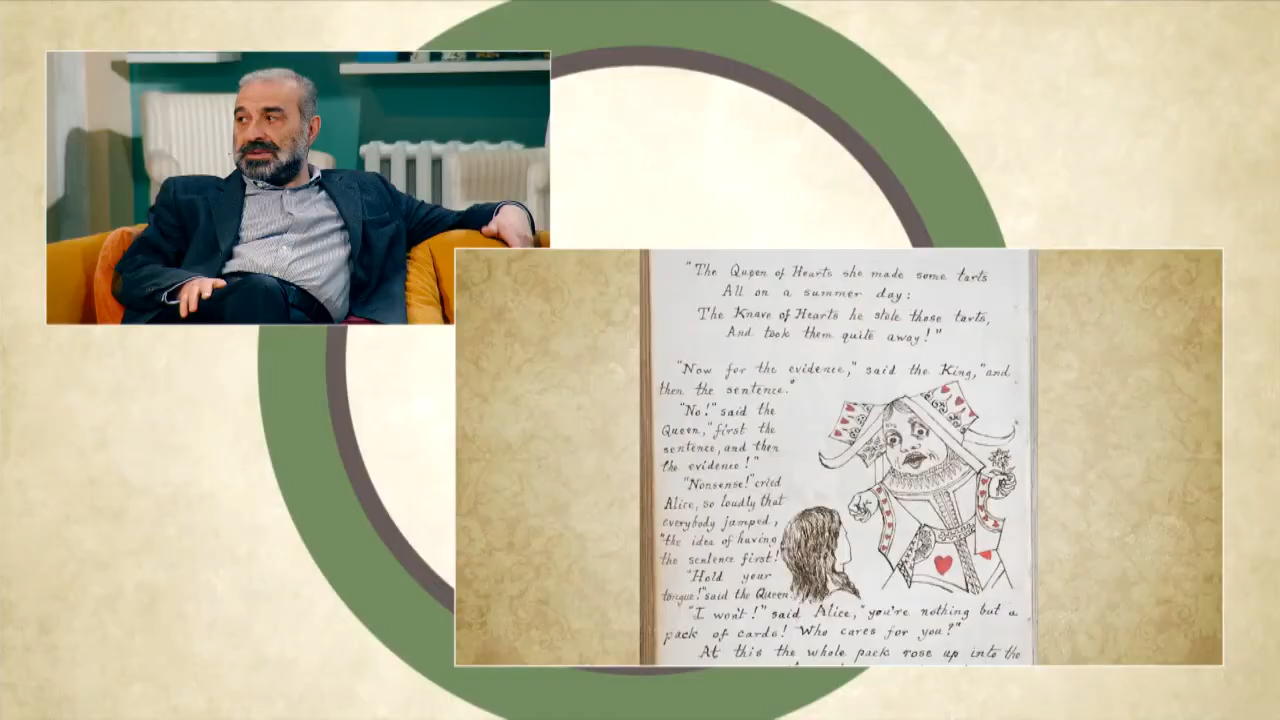 "The Queen of Hearts she made some tarts
All on a summer day:
The Knave of Hearts he stole those tarts,
And took them quite away!"
"Now for the evidence," said the King, "and
then the sentence."
"No!" said the
Queen, "first the
sentence, and then
the evidence!"
"Nonsense!" cried
Alice, so loudly that
everybody jamped,
"the idea of having
the sentence first!
"Hold your
tongue!" said the Queen
"I won't!" said Alice, "you're nothing but a
pack of cards! Who cares for you?"
At this the whole pack rose up into the